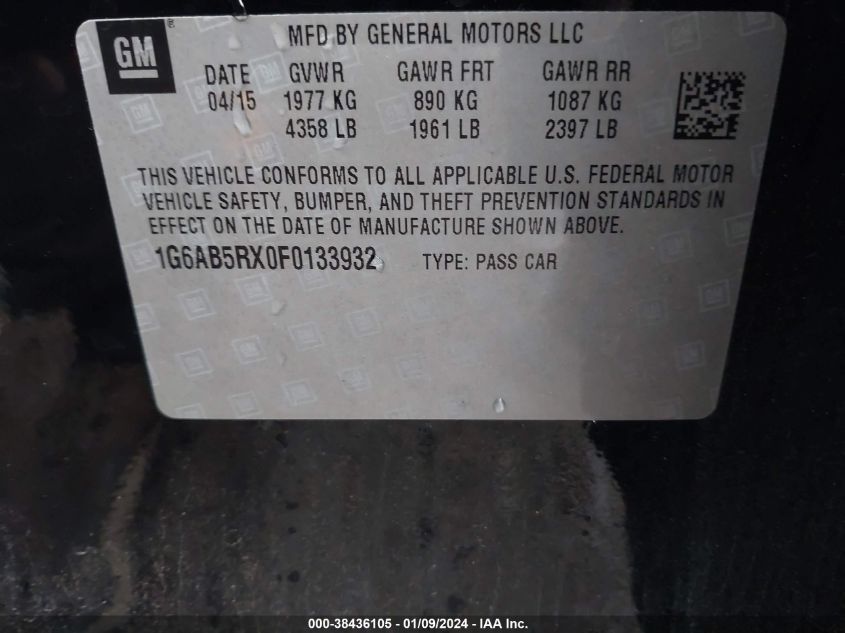 GM
MFD BY GENERAL MOTORS LLC
DATE GVWR GAWR FRT GAWR RR
04/15 1977 KG 890 KG 1087 KG
4358 LB 1961 LB 2397 LB
THIS VEHICLE CONFORMS TO ALL APPLICABLE U.S. FEDERAL MOTOR
VEHICLE SAFETY, BUMPER, AND THEFT PREVENTION STANDARDS IN
EFFECT ON THE DATE OF MANUFACTURE SHOWN ABOVE.
1G6AB5RX0F0133932 TYPE: PASS CAR
000-38436105 - 01/09/2024 - IAA Inc.